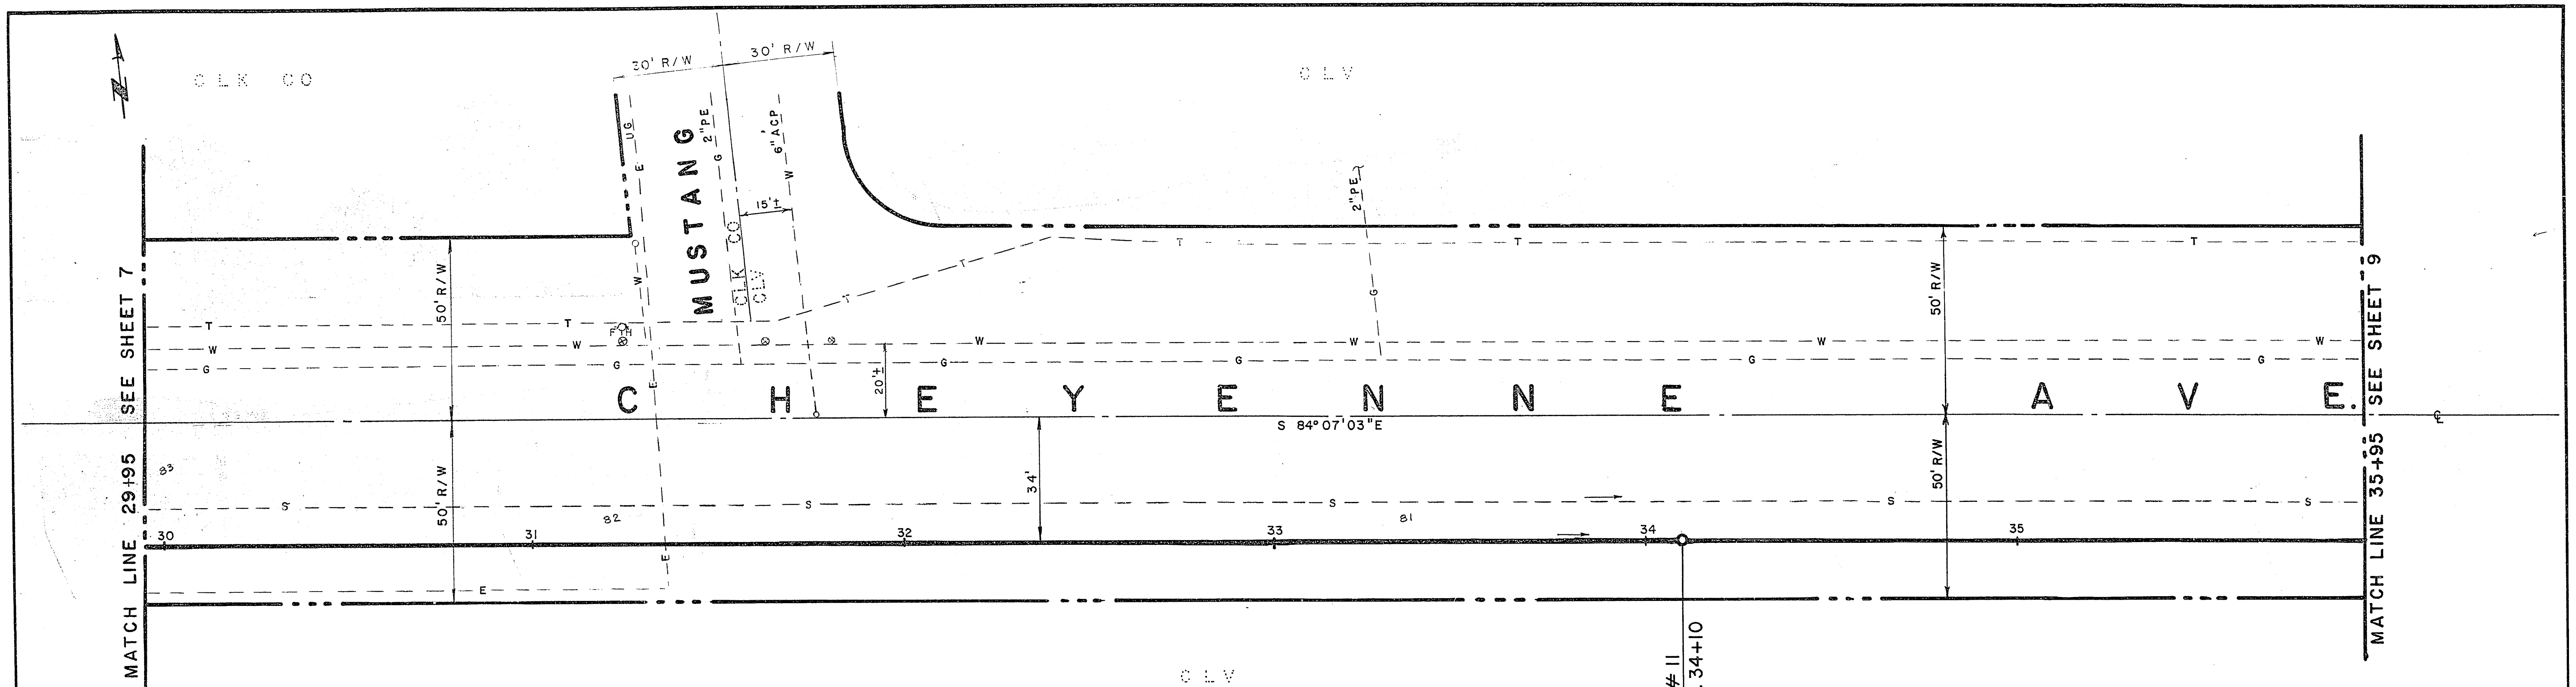 N
CLK CO
CLV
30' R/W
30' R/W
UG
E
2"PE
G
6" ACP
W
MUSTANG
15'±
CLK CO
CLV
2"PE
G
T
T
T
T
T
50' R/W
50' R/W
W
T
T
F H
W
W
W
W
W
W
G
G
G
G
G
G
20'±
E
CHEYENNE AVE.
S 84°07'03"E
℄
MATCH LINE 29+95 SEE SHEET 7
MATCH LINE 35+95 SEE SHEET 9
83
50' R/W
34'
50' R/W
S
S
S
S
S
82
81
30
31
32
33
34
35
E
E
# 11
34+10
CLV